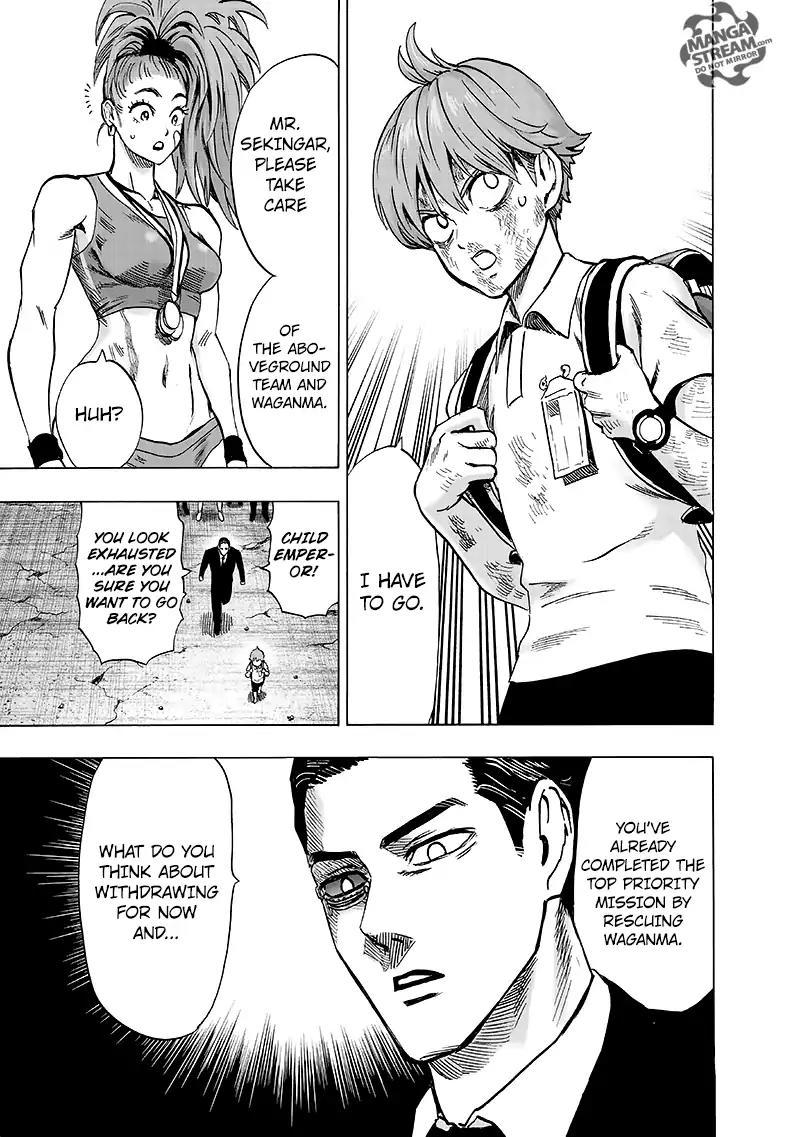 MANGA
STREAM.com
DO NOT MIRROR
I HAVE
TO GO.
MR.
SEKINGAR,
PLEASE
TAKE
CARE
OF
THE ABO-
VEGROUND
TEAM AND
WAGANMA.
HUH?
CHILD
EMPER-
OR!
YOU LOOK
EXHAUSTED
...ARE YOU
SURE YOU
WANT TO GO
BACK?
YOU'VE
ALREADY
COMPLETED THE
TOP PRIORITY
MISSION BY
RESCUING
WAGANMA.
WHAT DO YOU
THINK ABOUT
WITHDRAWING
FOR NOW
AND...